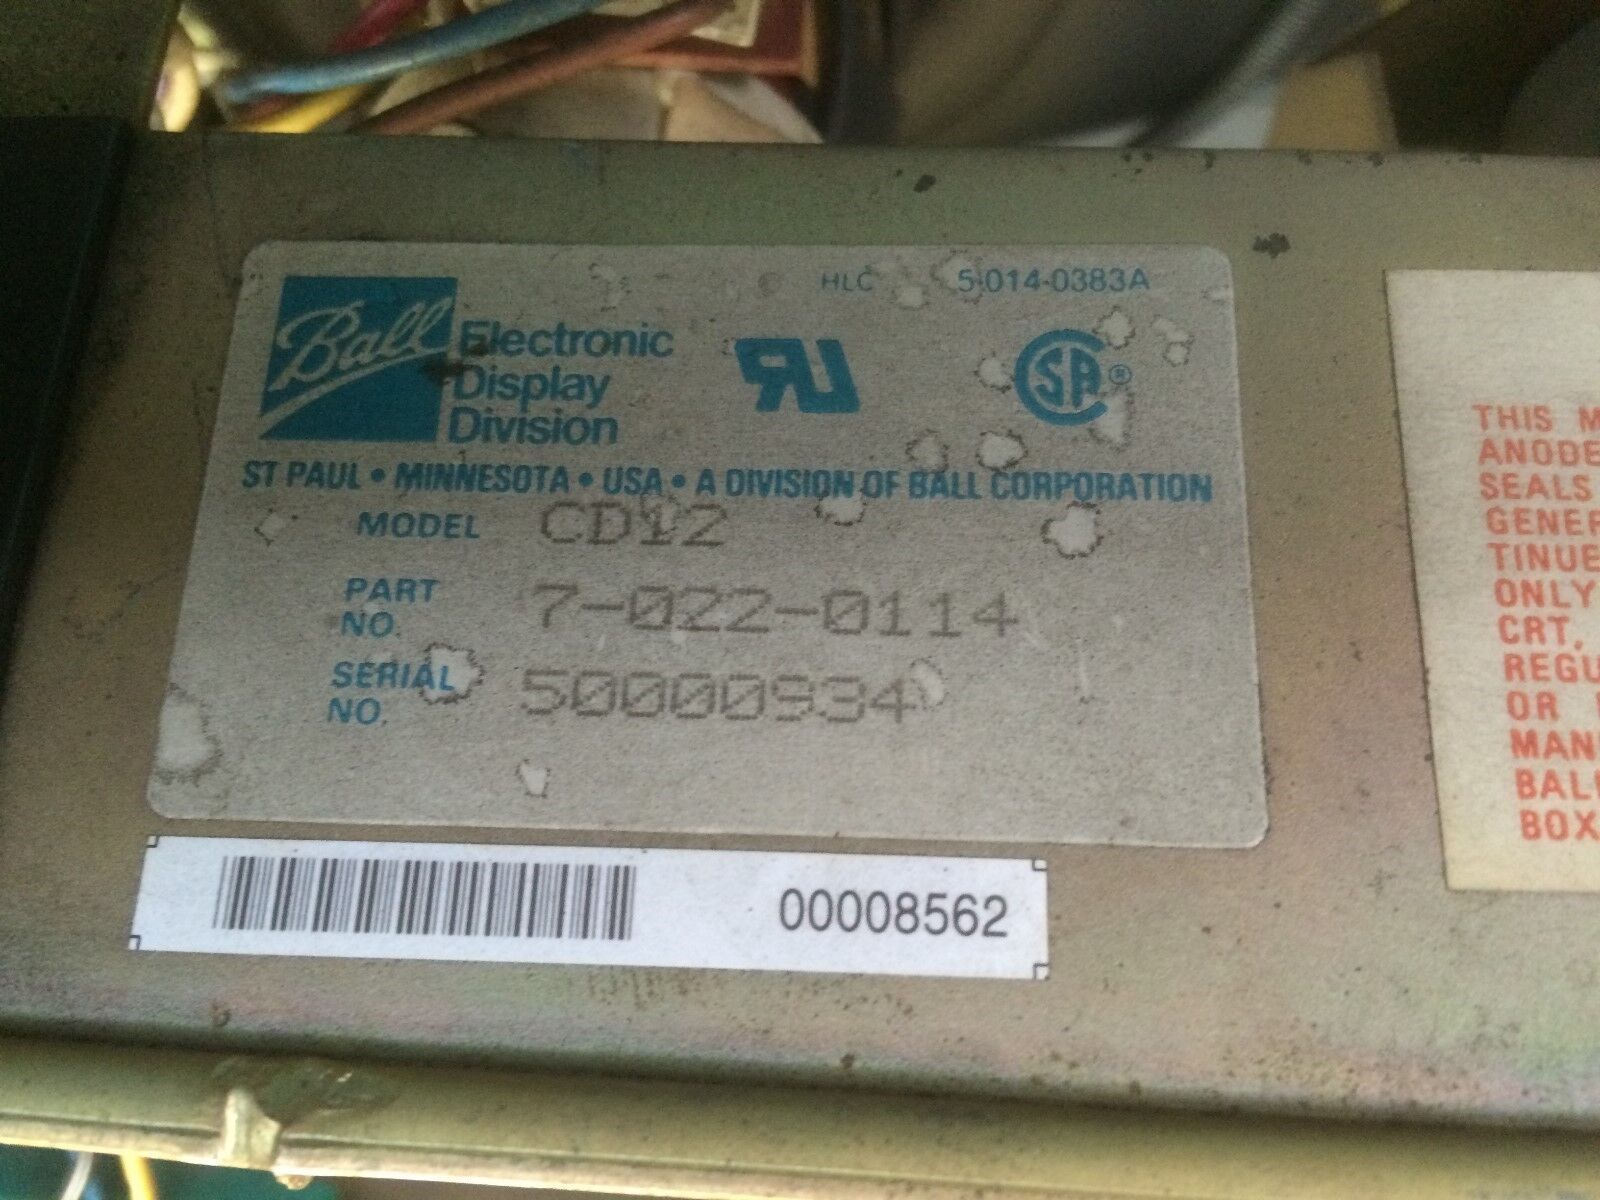 HLC 5-014-0383A
Ball
Electronic
Display
Division
UR
CSA®
ST PAUL • MINNESOTA • USA • A DIVISION OF BALL CORPORATION
MODEL CD12
PART
NO. 7-022-0114
SERIAL
NO. 50000934
00008562
THIS M
ANODE
SEALS
GENER
TINUE
ONLY
CRT,
REGU
OR
MAN
BAL
BOX